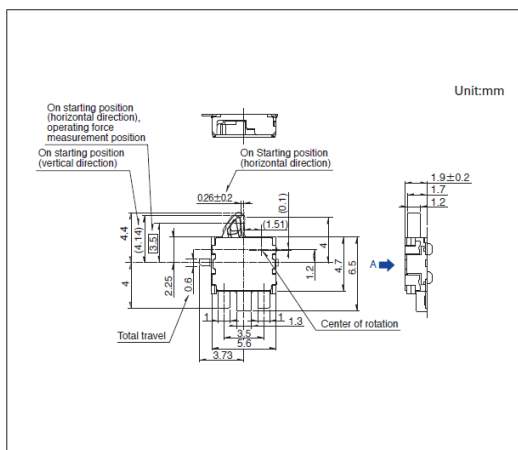 Unit:mm
On starting position
(horizontal direction),
operating force
measurement position
On starting position
(vertical direction)
On Starting position
(horizontal direction)
0.26±0.2
(0.1)
(1.51)
4.4
(4.14)
3.5
4
4
2.25
0.6
1.2
4.7
6.5
1.9±0.2
1.7
1.2
A
Total travel
1
1
1.3
3.5
5.6
3.73
Center of rotation